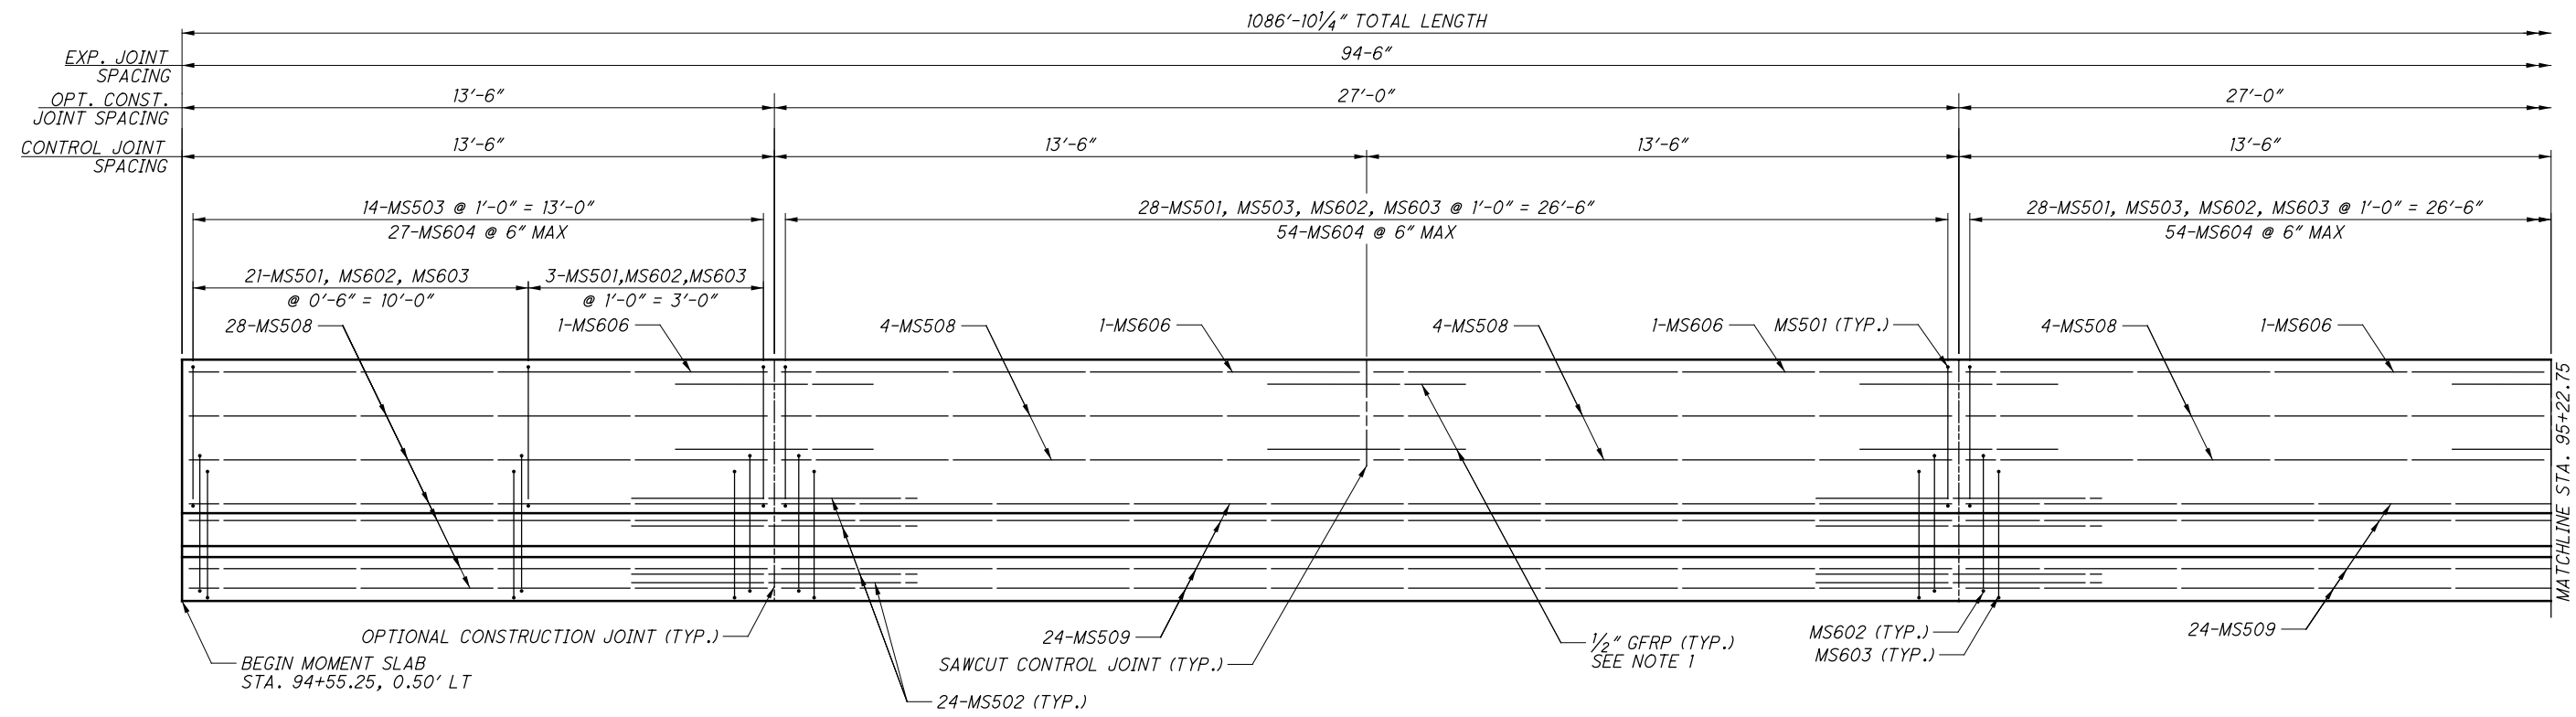 1086'-10¼" TOTAL LENGTH
EXP. JOINT
SPACING
94-6"
OPT. CONST.
JOINT SPACING
13'-6"
27'-0"
27'-0"
CONTROL JOINT
SPACING
13'-6"
13'-6"
13'-6"
13'-6"
14-MS503 @ 1'-0" = 13'-0"
27-MS604 @ 6" MAX
28-MS501, MS503, MS602, MS603 @ 1'-0" = 26'-6"
54-MS604 @ 6" MAX
28-MS501, MS503, MS602, MS603 @ 1'-0" = 26'-6"
54-MS604 @ 6" MAX
21-MS501, MS602, MS603
@ 0'-6" = 10'-0"
3-MS501,MS602,MS603
@ 1'-0" = 3'-0"
28-MS508
1-MS606
4-MS508
1-MS606
4-MS508
1-MS606
MS501 (TYP.)
4-MS508
1-MS606
MATCHLINE STA. 95+22.75
OPTIONAL CONSTRUCTION JOINT (TYP.)
BEGIN MOMENT SLAB
STA. 94+55.25, 0.50' LT
24-MS509
SAWCUT CONTROL JOINT (TYP.)
24-MS502 (TYP.)
½" GFRP (TYP.)
SEE NOTE 1
MS602 (TYP.)
MS603 (TYP.)
24-MS509